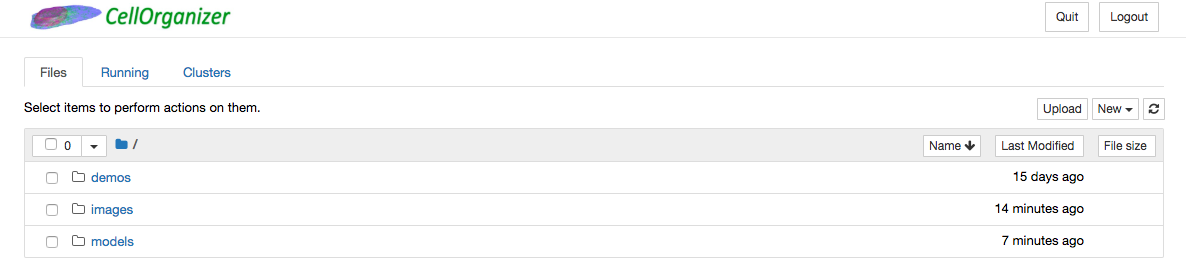 CellOrganizer
Quit Logout
Files Running Clusters
Select items to perform actions on them.
Upload New
0 / Name Last Modified File size
demos 15 days ago
images 14 minutes ago
models 7 minutes ago